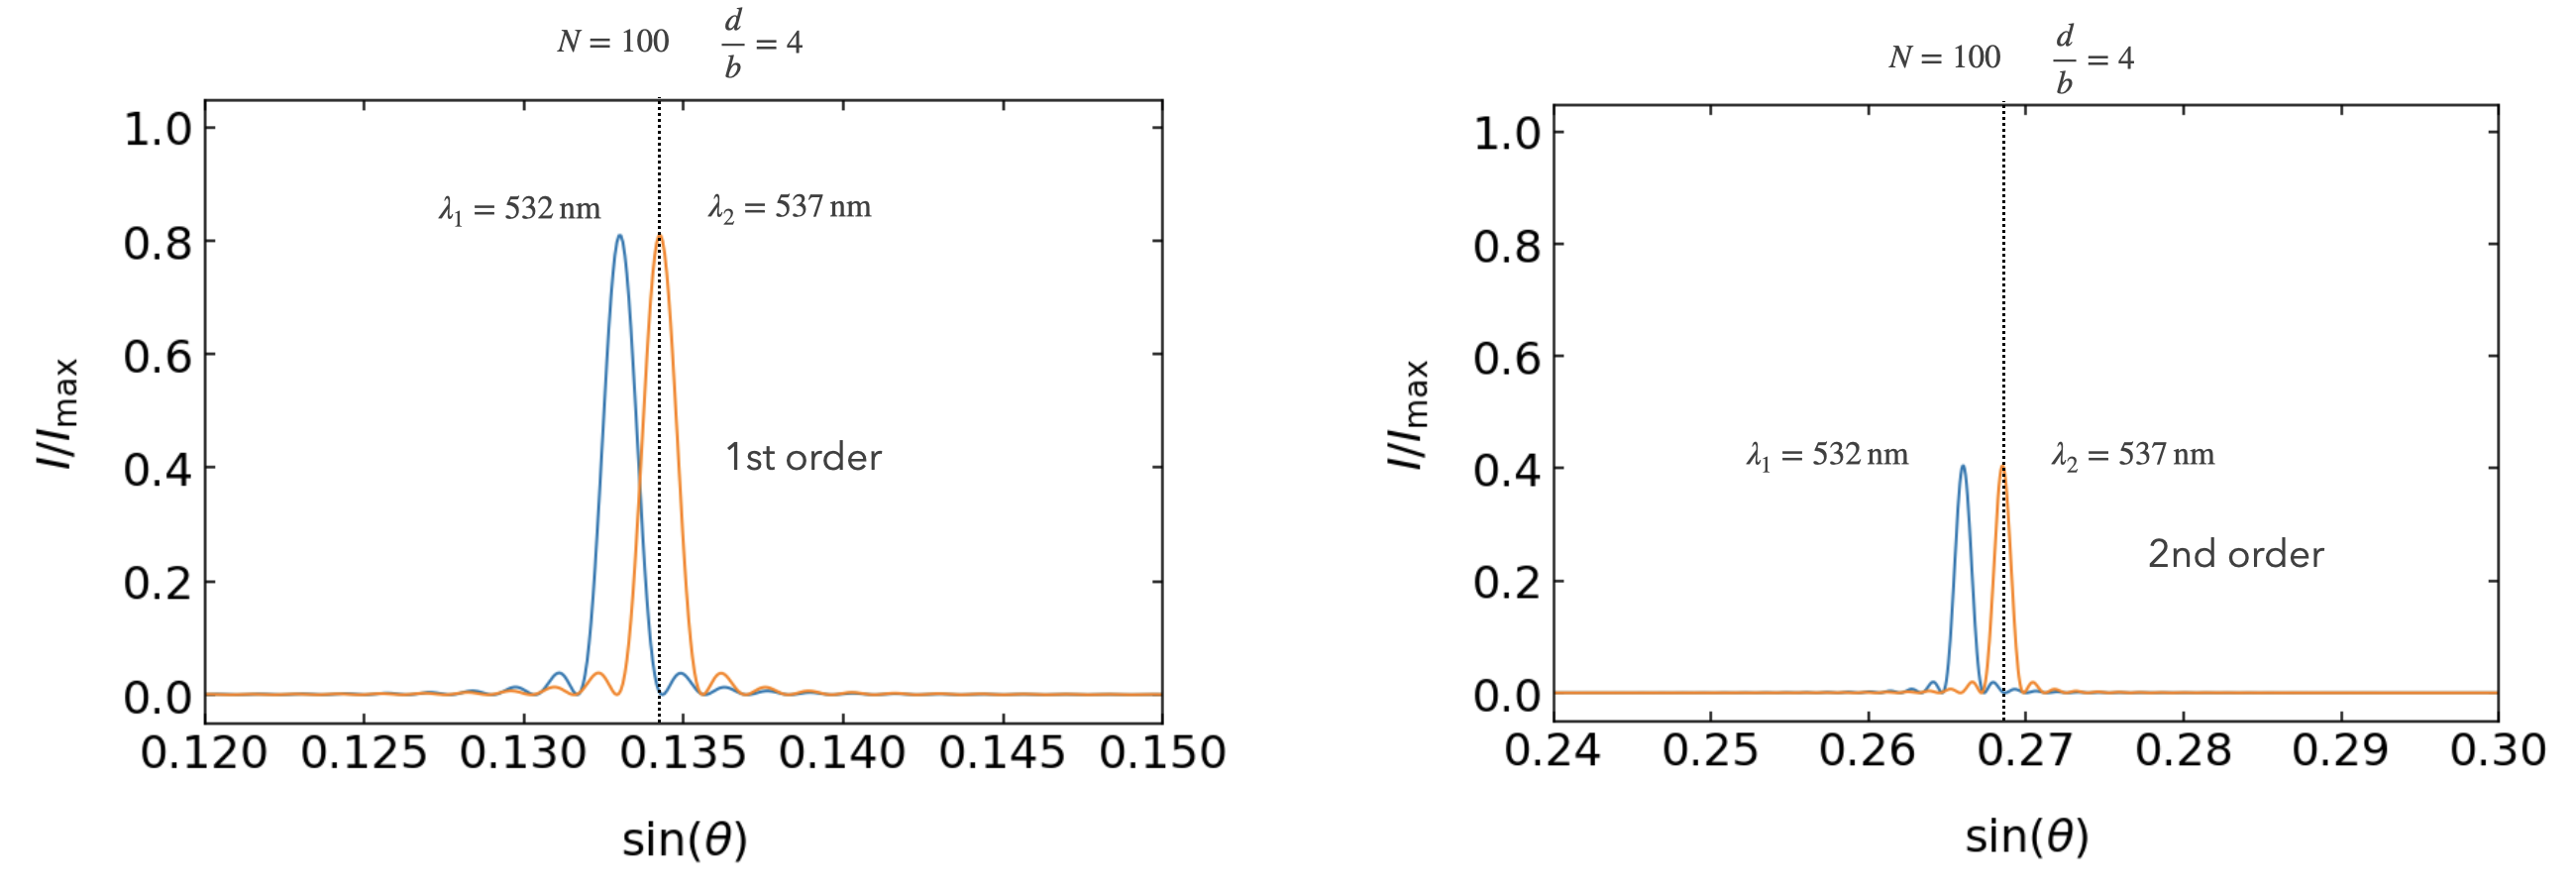 N = 100 d/b = 4
1.0
0.8
0.6
0.4
0.2
0.0
I/Imax
λ1 = 532 nm
λ2 = 537 nm
1st order
0.120 0.125 0.130 0.135 0.140 0.145 0.150
sin(θ)
N = 100 d/b = 4
1.0
0.8
0.6
0.4
0.2
0.0
I/Imax
λ1 = 532 nm
λ2 = 537 nm
2nd order
0.24 0.25 0.26 0.27 0.28 0.29 0.30
sin(θ)